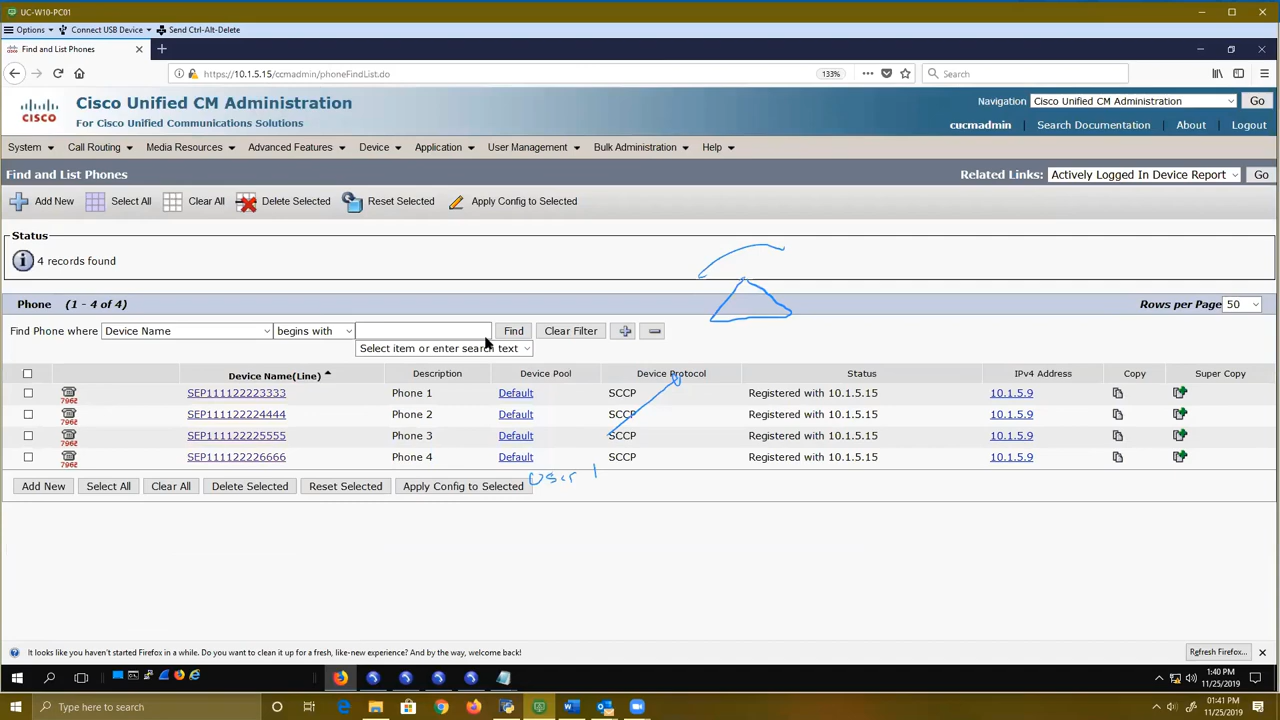 UC-W10-PC01
Options Connect USB Device Send Ctrl-Alt-Delete
Find and List Phones
https://10.1.5.15/ccmadmin/phoneFindList.do 133% Search
Cisco Unified CM Administration
For Cisco Unified Communications Solutions
CISCO
Navigation Cisco Unified CM Administration Go
cucmadmin Search Documentation About Logout
System Call Routing Media Resources Advanced Features Device Application User Management Bulk Administration Help
Find and List Phones Related Links: Actively Logged In Device Report Go
Add New Select All Clear All Delete Selected Reset Selected Apply Config to Selected
Status
4 records found
Phone (1 - 4 of 4) Rows per Page 50
Find Phone where Device Name begins with Find Clear Filter
Select item or enter search text
Device Name(Line) Description Device Pool Device Protocol Status IPv4 Address Copy Super Copy
7962 SEP111122223333 Phone 1 Default SCCP Registered with 10.1.5.15 10.1.5.9
7962 SEP111122224444 Phone 2 Default SCCP Registered with 10.1.5.15 10.1.5.9
7962 SEP111122225555 Phone 3 Default SCCP Registered with 10.1.5.15 10.1.5.9
7962 SEP111122226666 Phone 4 Default SCCP Registered with 10.1.5.15 10.1.5.9
User 1
Add New Select All Clear All Delete Selected Reset Selected Apply Config to Selected
It looks like you haven't started Firefox in a while. Do you want to clean it up for a fresh, like-new experience? And by the way, welcome back! Refresh Firefox...
1:40 PM
11/25/2019
Type here to search
01:41 PM
11/25/2019